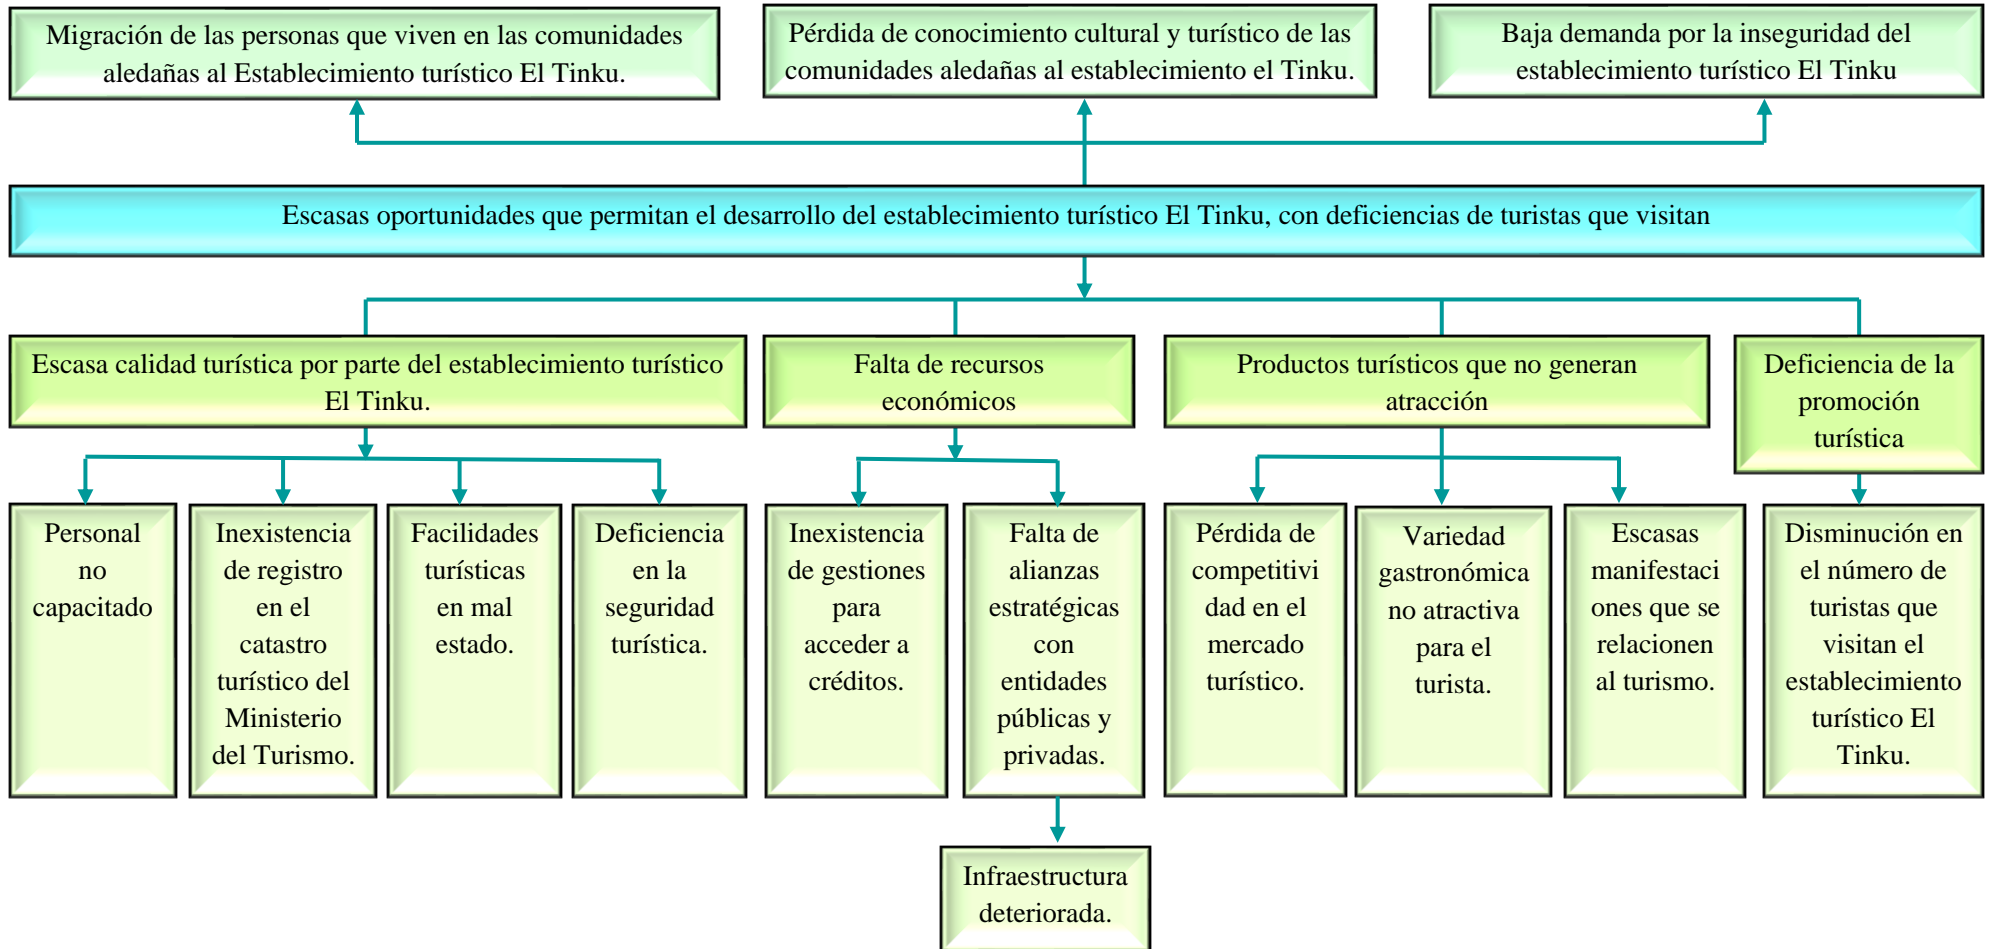 Migración de las personas que viven en las comunidades
aledañas al Establecimiento turístico El Tinku.
Pérdida de conocimiento cultural y turístico de las
comunidades aledañas al establecimiento el Tinku.
Baja demanda por la inseguridad del
establecimiento turístico El Tinku
Escasas oportunidades que permitan el desarrollo del establecimiento turístico El Tinku, con deficiencias de turistas que visitan
Escasa calidad turística por parte del establecimiento turístico
El Tinku.
Falta de recursos
económicos
Productos turísticos que no generan
atracción
Deficiencia de la
promoción
turística
Personal
no
capacitado
Inexistencia
de registro
en el
catastro
turístico del
Ministerio
del Turismo.
Facilidades
turísticas
en mal
estado.
Deficiencia
en la
seguridad
turística.
Inexistencia
de gestiones
para
acceder a
créditos.
Falta de
alianzas
estratégicas
con
entidades
públicas y
privadas.
Pérdida de
competitivi
dad en el
mercado
turístico.
Variedad
gastronómica
no atractiva
para el
turista.
Escasas
manifestaci
ones que se
relacionen
al turismo.
Disminución en
el número de
turistas que
visitan el
establecimiento
turístico El
Tinku.
Infraestructura
deteriorada.